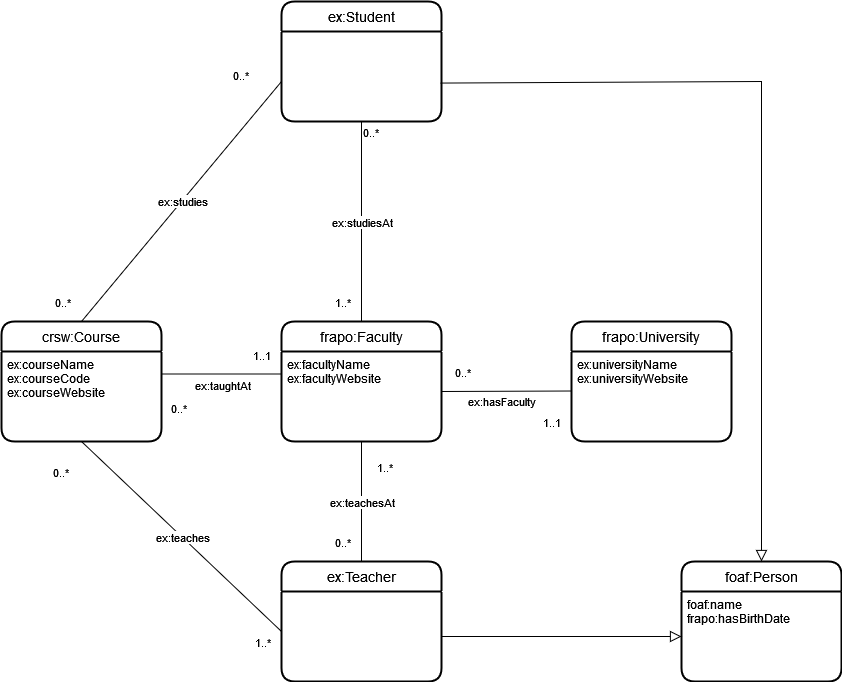 ex:Student
0..*
0..*
ex:studies
ex:studiesAt
0..*
1..*
crsw:Course
ex:courseName
ex:courseCode
ex:courseWebsite
1..1
ex:taughtAt
0..*
frapo:Faculty
ex:facultyName
ex:facultyWebsite
0..*
ex:hasFaculty
1..1
frapo:University
ex:universityName
ex:universityWebsite
0..*
1..*
ex:teachesAt
ex:teaches
0..*
1..*
ex:Teacher
foaf:Person
foaf:name
frapo:hasBirthDate